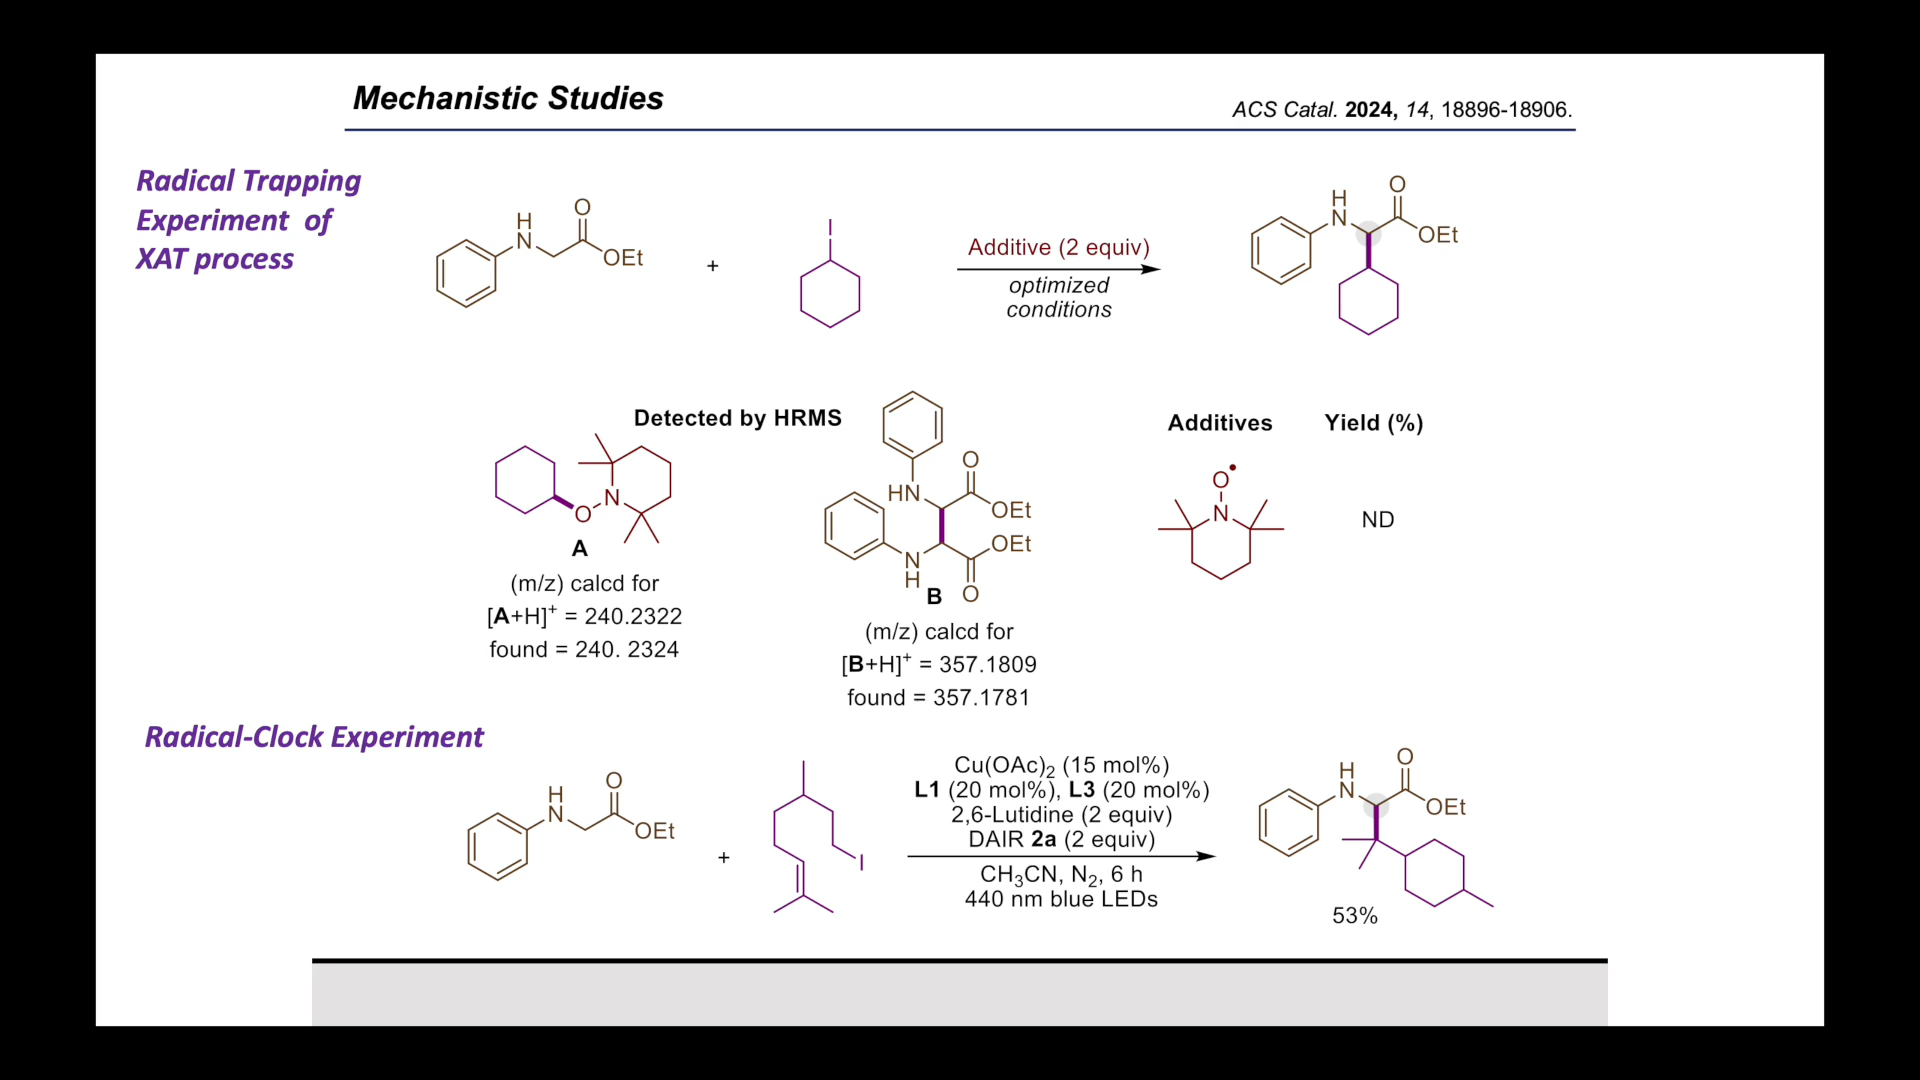 Mechanistic Studies
ACS Catal. 2024, 14, 18896-18906.
Radical Trapping
Experiment of
XAT process
H
N
O
OEt
+
I
Additive (2 equiv)
optimized
conditions
H
N
O
OEt
Detected by HRMS
O
N
A
(m/z) calcd for
[A+H]⁺ = 240.2322
found = 240. 2324
HN
O
OEt
OEt
N
H
O
B
(m/z) calcd for
[B+H]⁺ = 357.1809
found = 357.1781
Additives Yield (%)
O•
N
ND
Radical-Clock Experiment
H
N
O
OEt
+
I
Cu(OAc)₂ (15 mol%)
L1 (20 mol%), L3 (20 mol%)
2,6-Lutidine (2 equiv)
DAIR 2a (2 equiv)
CH₃CN, N₂, 6 h
440 nm blue LEDs
H
N
O
OEt
53%